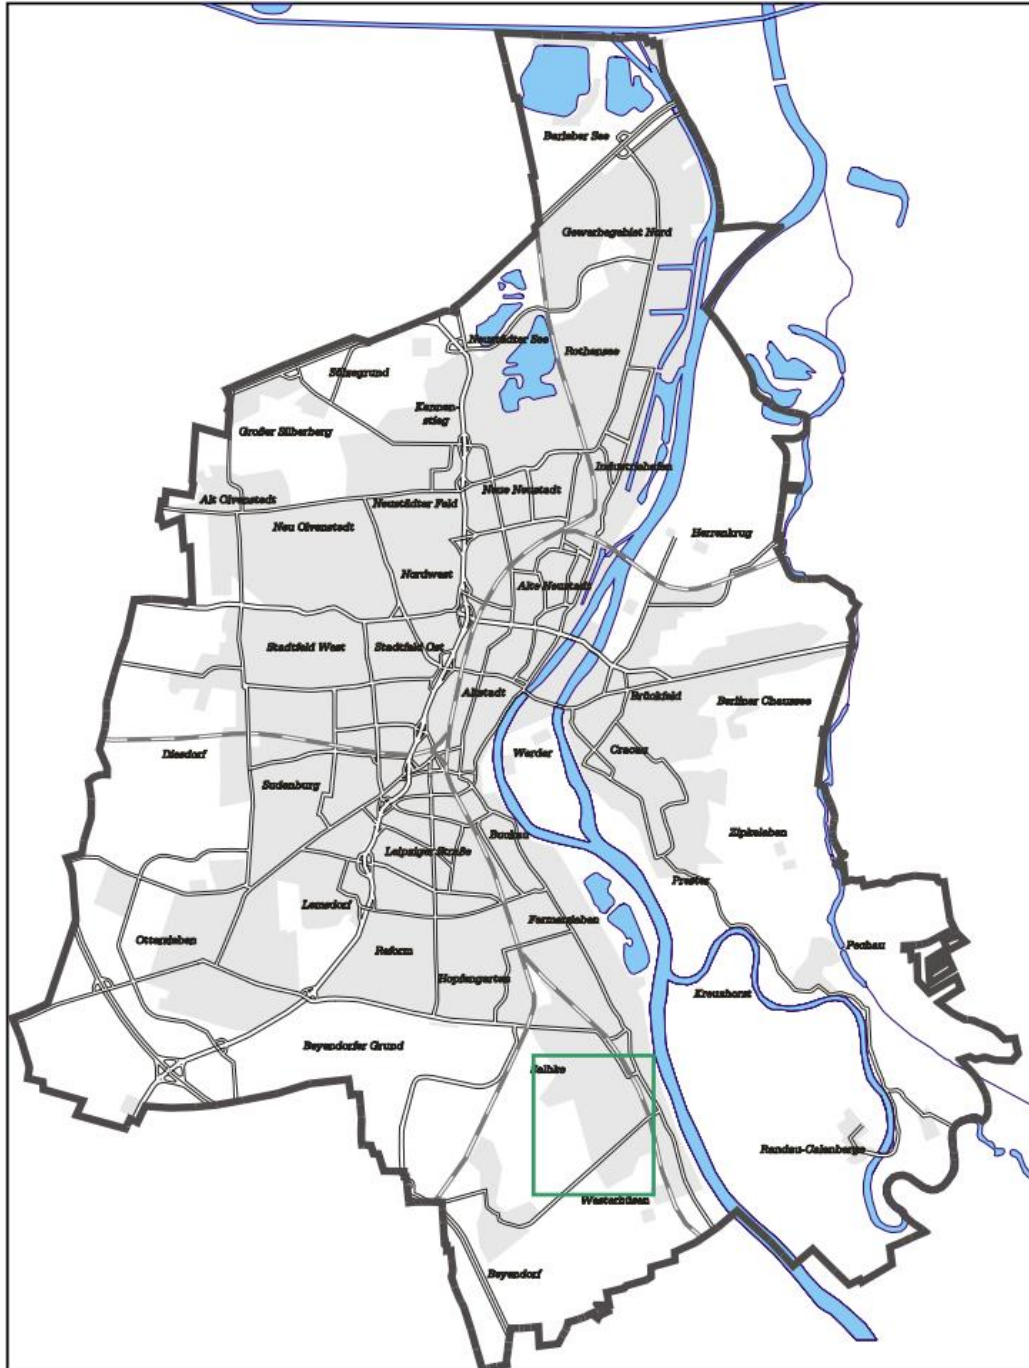 Barleber See
Gewerbegebiet Nord
Neustädter See
Rothensee
Sülzegrund
Kannen-
stieg
Großer Silberberg
Industriehafen
Alt Olvenstedt
Neustädter Feld
Neue Neustadt
Neu Olvenstedt
Herrenkrug
Nordwest
Alte Neustadt
Stadtfeld West
Stadtfeld Ost
Altstadt
Brückfeld
Berliner Chaussee
Diesdorf
Werder
Cracau
Sudenburg
Zipkeleben
Buckau
Leipziger Straße
Prester
Lemsdorf
Fermersleben
Ottersleben
Reform
Pechau
Hopfengarten
Kreuzhorst
Beyendorfer Grund
Salbke
Randau-Calenberge
Westerhüsen
Beyendorf